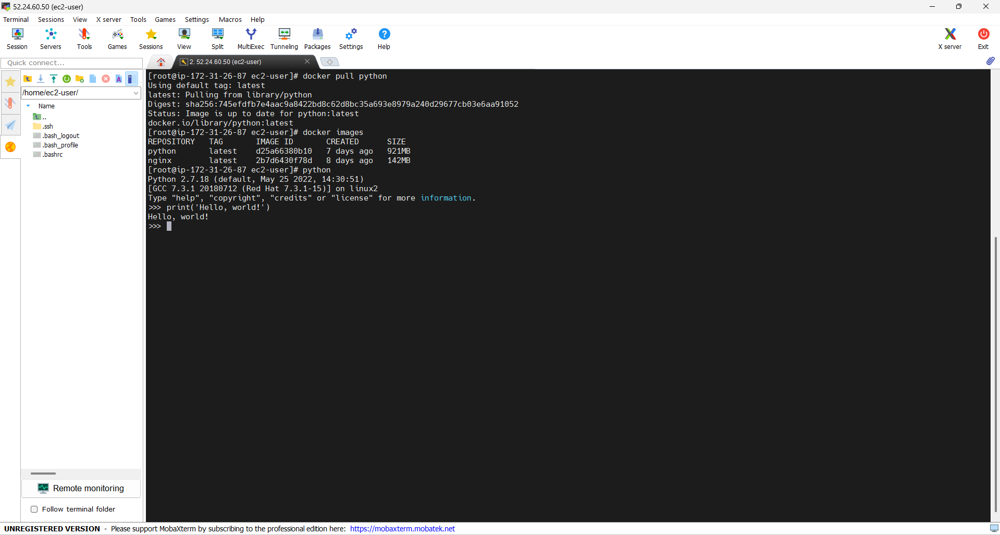 52.24.60.50 (ec2-user)
Terminal Sessions View X server Tools Games Settings Macros Help
Session Servers Tools Games Sessions View Split MultiExec Tunneling Packages Settings Help X server Exit
Quick connect...
2. 52.24.60.50 (ec2-user)
/home/ec2-user/
Name
..
.ssh
.bash_logout
.bash_profile
.bashrc
Remote monitoring
Follow terminal folder
[root@ip-172-31-26-87 ec2-user]# docker pull python
Using default tag: latest
latest: Pulling from library/python
Digest: sha256:745efdfb7e4aac9a8422bd8c62d8bc35a693e8979a240d29677cb03e6aa91052
Status: Image is up to date for python:latest
docker.io/library/python:latest
[root@ip-172-31-26-87 ec2-user]# docker images
REPOSITORY TAG IMAGE ID CREATED SIZE
python latest d25a66380b10 7 days ago 921MB
nginx latest 2b7d6430f78d 8 days ago 142MB
[root@ip-172-31-26-87 ec2-user]# python
Python 2.7.18 (default, May 25 2022, 14:30:51)
[GCC 7.3.1 20180712 (Red Hat 7.3.1-15)] on linux2
Type "help", "copyright", "credits" or "license" for more information.
>>> print('Hello, world!')
Hello, world!
>>>
UNREGISTERED VERSION - Please support MobaXterm by subscribing to the professional edition here: https://mobaxterm.mobatek.net